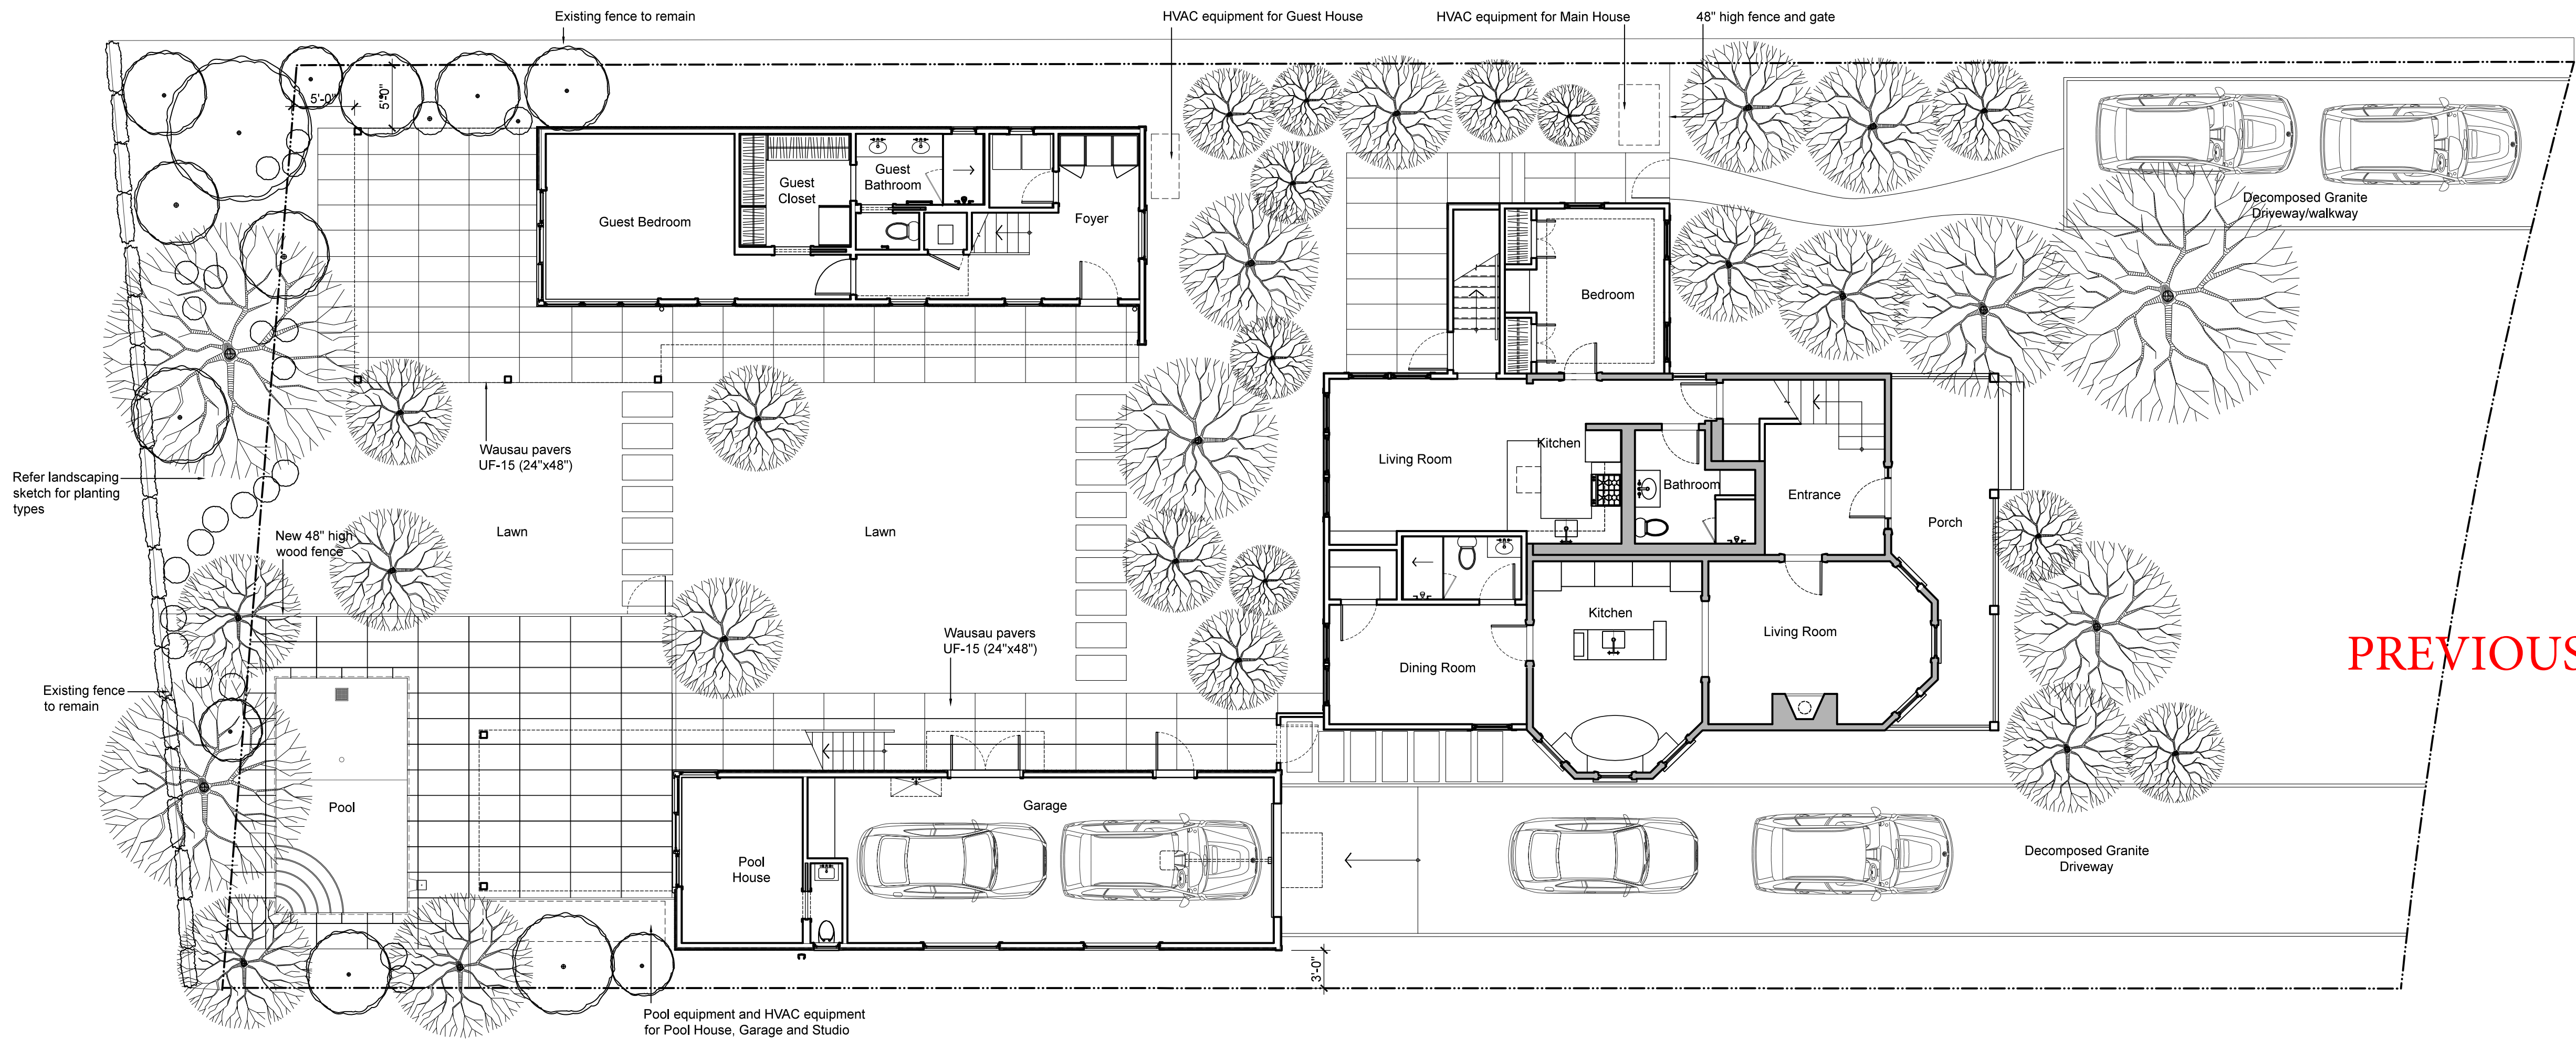 Existing fence to remain
HVAC equipment for Guest House
HVAC equipment for Main House
48" high fence and gate
5'-0"
5'-0"
Guest Bedroom
Guest
Closet
Guest
Bathroom
Foyer
Decomposed Granite
Driveway/walkway
Bedroom
Wausau pavers
UF-15 (24"x48")
Refer landscaping
sketch for planting
types
Living Room
Kitchen
Bathroom
Entrance
Porch
New 48" high
wood fence
Lawn
Lawn
Kitchen
Living Room
Wausau pavers
UF-15 (24"x48")
Dining Room
PREVIOUS
Existing fence
to remain
Pool
Garage
Pool
House
Decomposed Granite
Driveway
3'-0"
Pool equipment and HVAC equipment
for Pool House, Garage and Studio